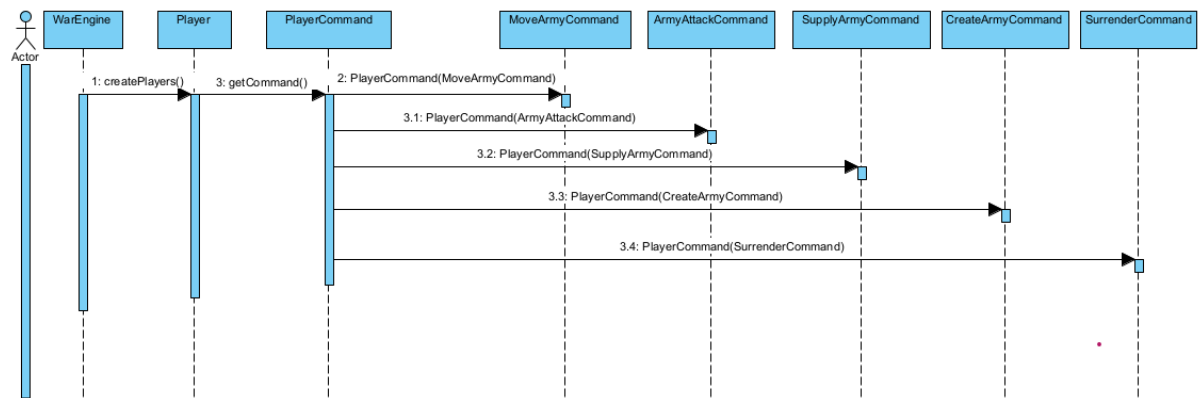 WarEngine
Player
PlayerCommand
MoveArmyCommand
ArmyAttackCommand
SupplyArmyCommand
CreateArmyCommand
SurrenderCommand
Actor
1: createPlayers()
3: getCommand()
2: PlayerCommand(MoveArmyCommand)
3.1: PlayerCommand(ArmyAttackCommand)
3.2: PlayerCommand(SupplyArmyCommand)
3.3: PlayerCommand(CreateArmyCommand)
3.4: PlayerCommand(SurrenderCommand)